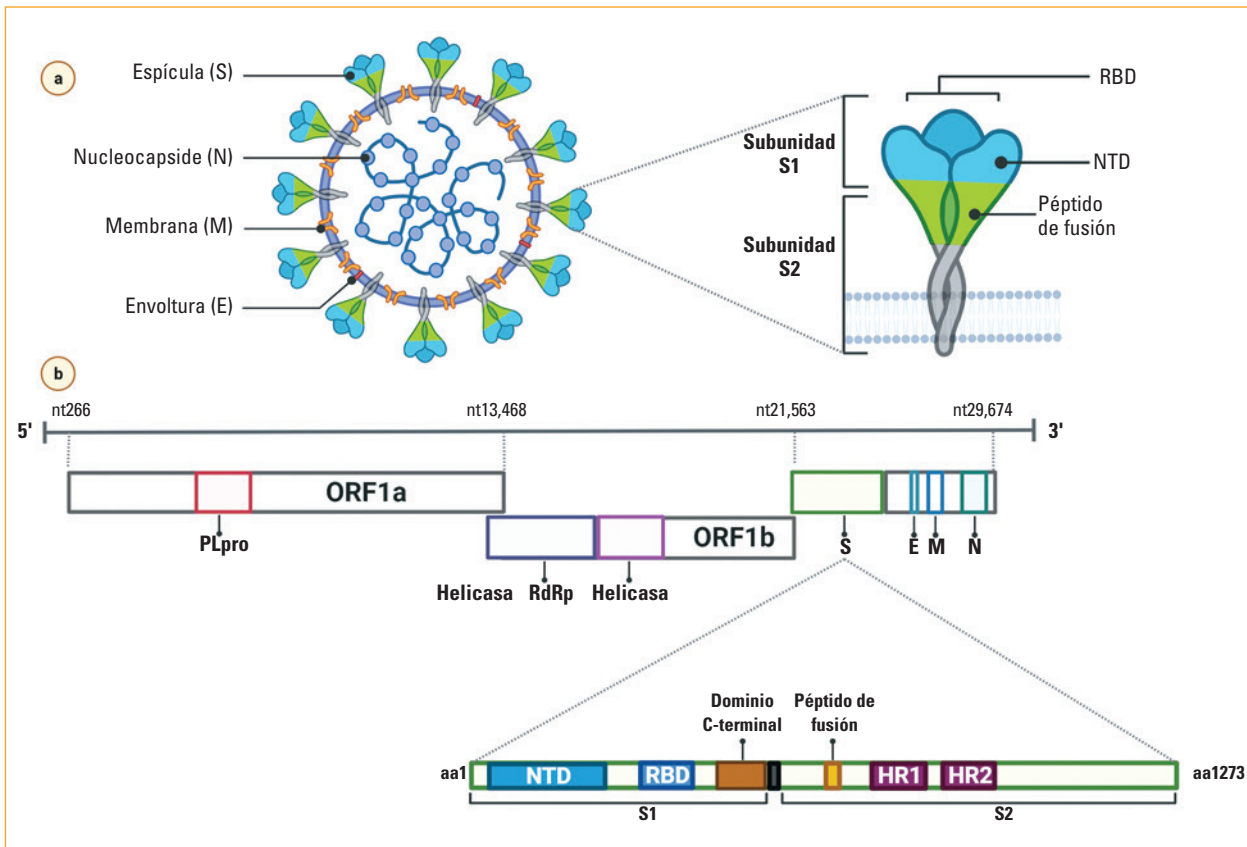 a
Espícula (S)
Nucleocapside (N)
Membrana (M)
Envoltura (E)
Subunidad
S1
Subunidad
S2
RBD
NTD
Péptido
de fusión
b
nt266
nt13,468
nt21,563
nt29,674
5'
3'
ORF1a
PLpro
ORF1b
Helicasa
RdRp
Helicasa
S
E
M
N
Dominio
C-terminal
Péptido de
fusión
aa1
NTD
RBD
HR1
HR2
aa1273
S1
S2